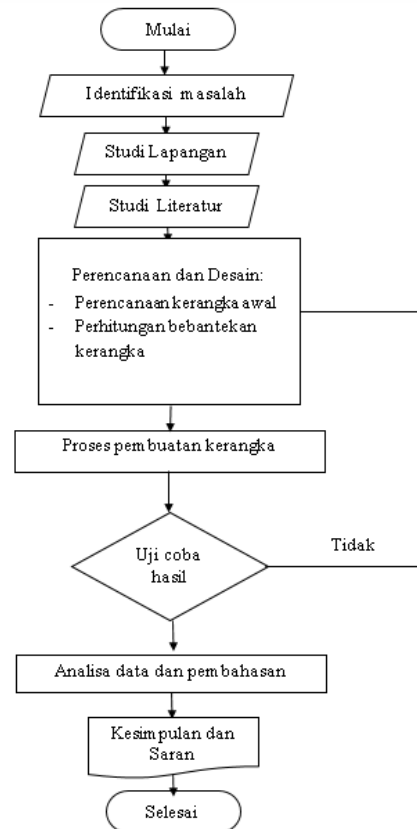 Mulai
Identifikasi masalah
Studi Lapangan
Studi Literatur
Perencanaan dan Desain:
- Perencanaan kerangka awal
- Perhitungan bebantekan
kerangka
Proses pembuatan kerangka
Uji coba
hasil
Tidak
Analisa data dan pembahasan
Kesimpulan dan
Saran
Selesai